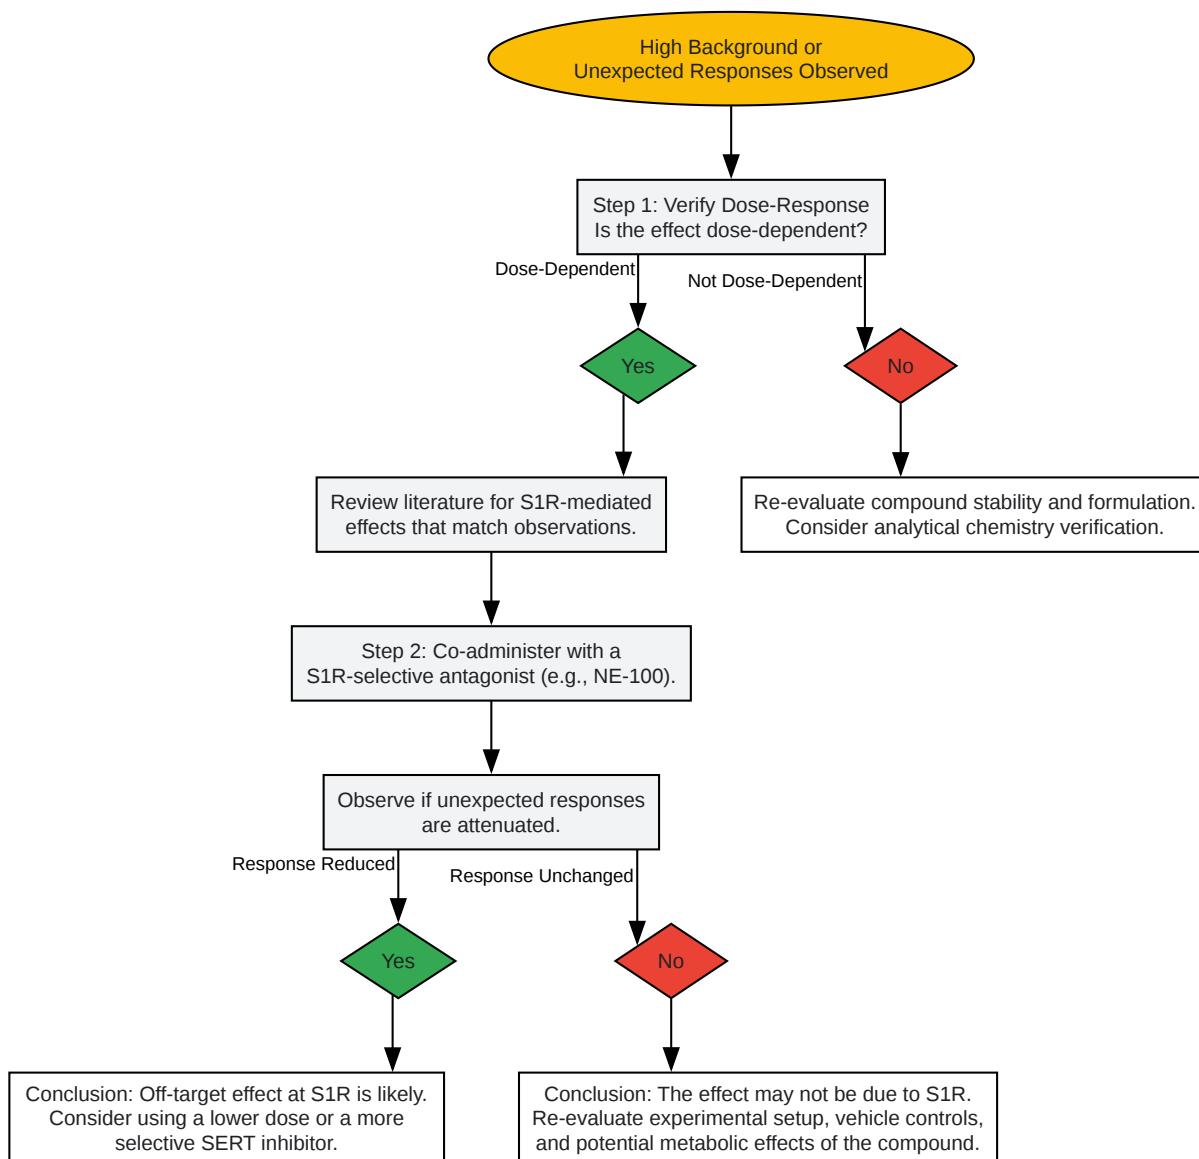 High Background or
Unexpected Responses Observed
Step 1: Verify Dose-Response
Is the effect dose-dependent?
Dose-Dependent
Not Dose-Dependent
Yes
No
Review literature for S1R-mediated
effects that match observations.
Re-evaluate compound stability and formulation.
Consider analytical chemistry verification.
Step 2: Co-administer with a
S1R-selective antagonist (e.g., NE-100).
Observe if unexpected responses
are attenuated.
Response Reduced
Response Unchanged
Yes
No
Conclusion: Off-target effect at S1R is likely.
Consider using a lower dose or a more
selective SERT inhibitor.
Conclusion: The effect may not be due to S1R.
Re-evaluate experimental setup, vehicle controls,
and potential metabolic effects of the compound.